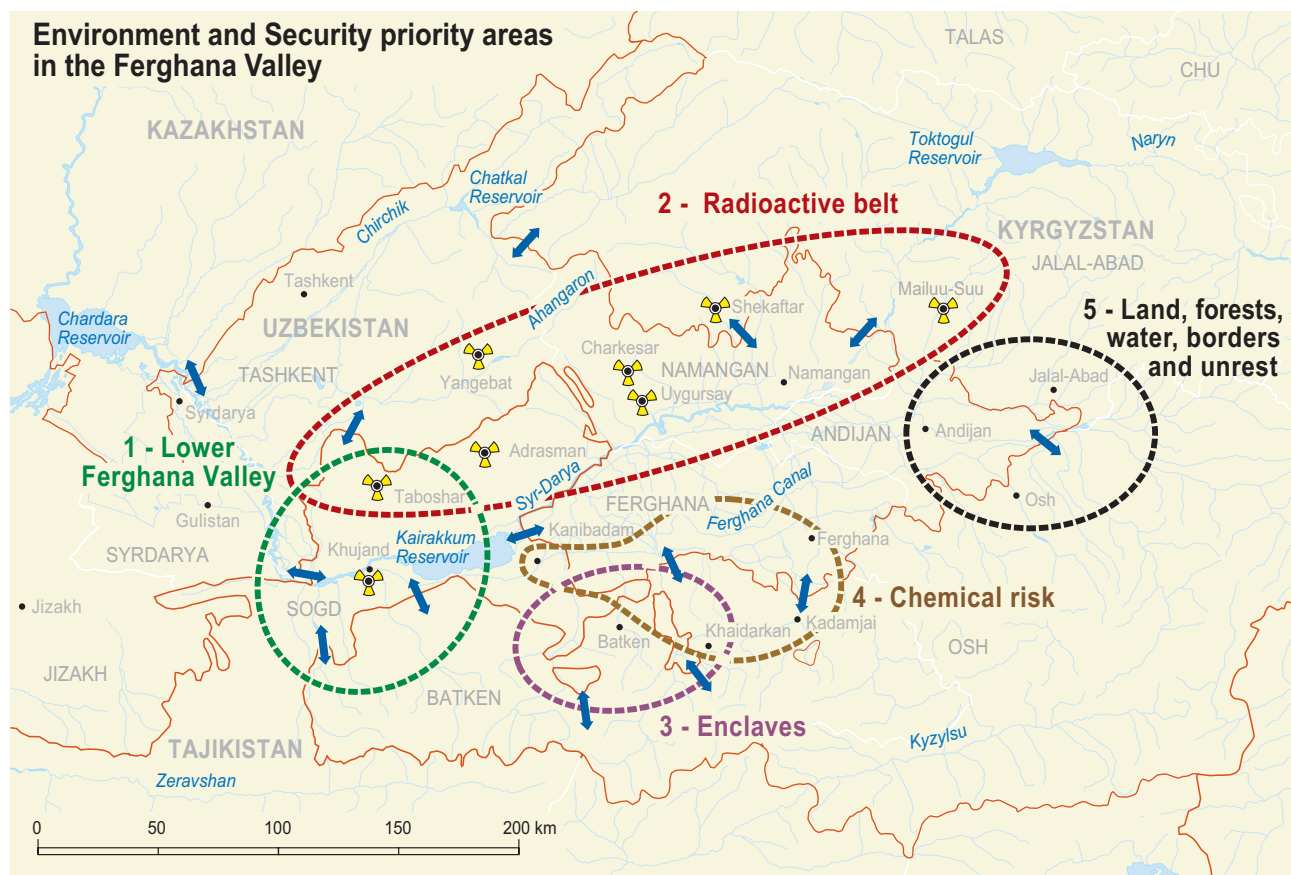 Environment and Security priority areas
in the Ferghana Valley
TALAS
CHU
KAZAKHSTAN
Toktogul
Reservoir
Naryn
Chatkal
Reservoir
2 - Radioactive belt
Chirchik
KYRGYZSTAN
JALAL-ABAD
Tashkent
Ahangaron
Mailuu-Suu
Shekaftar
5 - Land, forests,
water, borders
and unrest
Chardara
Reservoir
UZBEKISTAN
Charkesar
TASHKENT
Yangebat
NAMANGAN
Namangan
Jalal-Abad
Uygursay
Syrdarya
ANDIJAN
Andijan
1 - Lower
Ferghana Valley
Adrasman
Taboshar
Syr-Darya
Osh
FERGHANA
Ferghana Canal
Gulistan
Kanibadam
Ferghana
Kairakkum
Reservoir
SYRDARYA
Khujand
4 - Chemical risk
Jizakh
SOGD
Kadamjai
Batken
Khaidarkan
OSH
JIZAKH
BATKEN
3 - Enclaves
TAJIKISTAN
Kyzylsu
Zeravshan
0 50 100 150 200 km